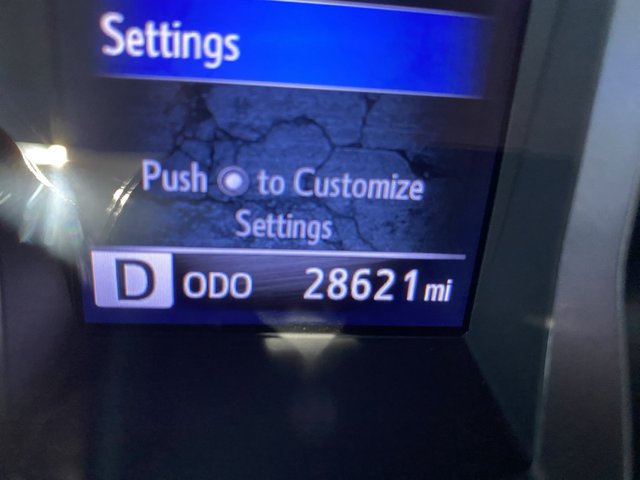 Settings
Push to Customize
Settings
D ODO 28621 mi